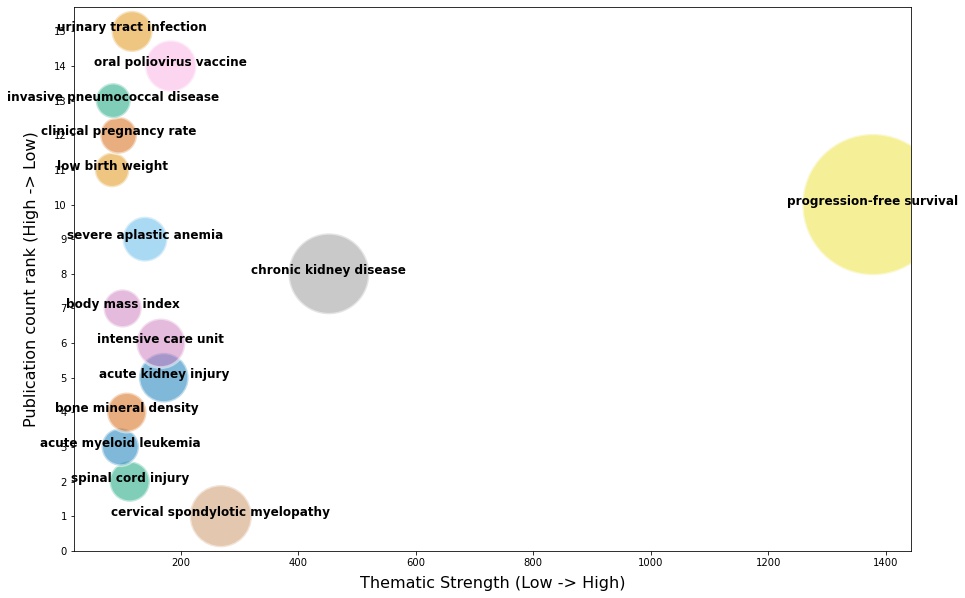 15
urinary tract infection
14
oral poliovirus vaccine
13
invasive pneumococcal disease
12
clinical pregnancy rate
11
low birth weight
10
progression-free survival
9
severe aplastic anemia
8
chronic kidney disease
7
body mass index
6
intensive care unit
5
acute kidney injury
4
bone mineral density
3
acute myeloid leukemia
2
spinal cord injury
1
cervical spondylotic myelopathy
0
Publication count rank (High -> Low)
200 400 600 800 1000 1200 1400
Thematic Strength (Low -> High)